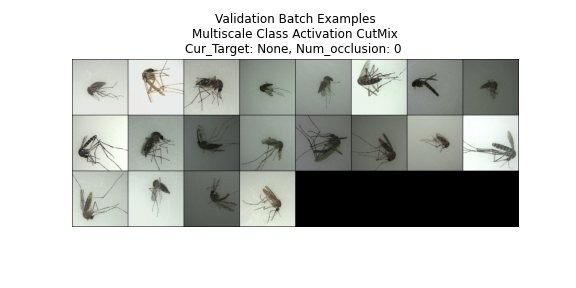 Validation Batch Examples
Multiscale Class Activation CutMix
Cur_Target: None, Num_occlusion: 0